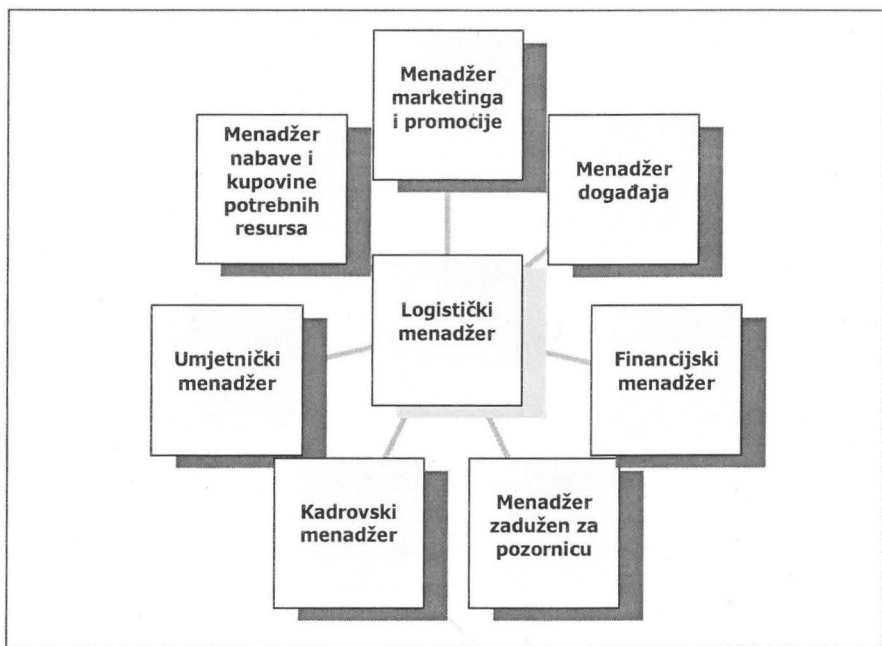 Menadžer
marketinga
i promocije
Menadžer
nabave i
kupovine
potrebnih
resursa
Menadžer
događaja
Logistički
menadžer
Umjetnički
menadžer
Financijski
menadžer
Kadrovski
menadžer
Menadžer
zadužen za
pozornicu